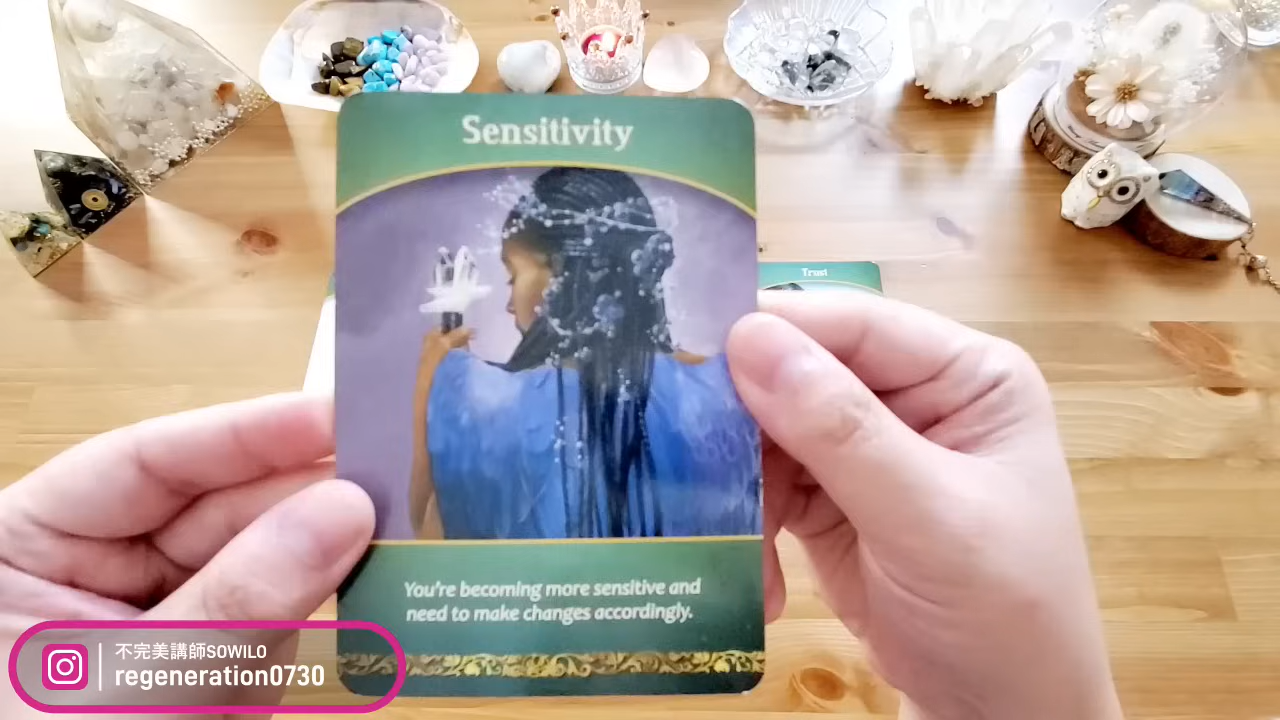 Sensitivity
Trust
You're becoming more sensitive and
need to make changes accordingly.
不完美講師SOWILO
regeneration0730